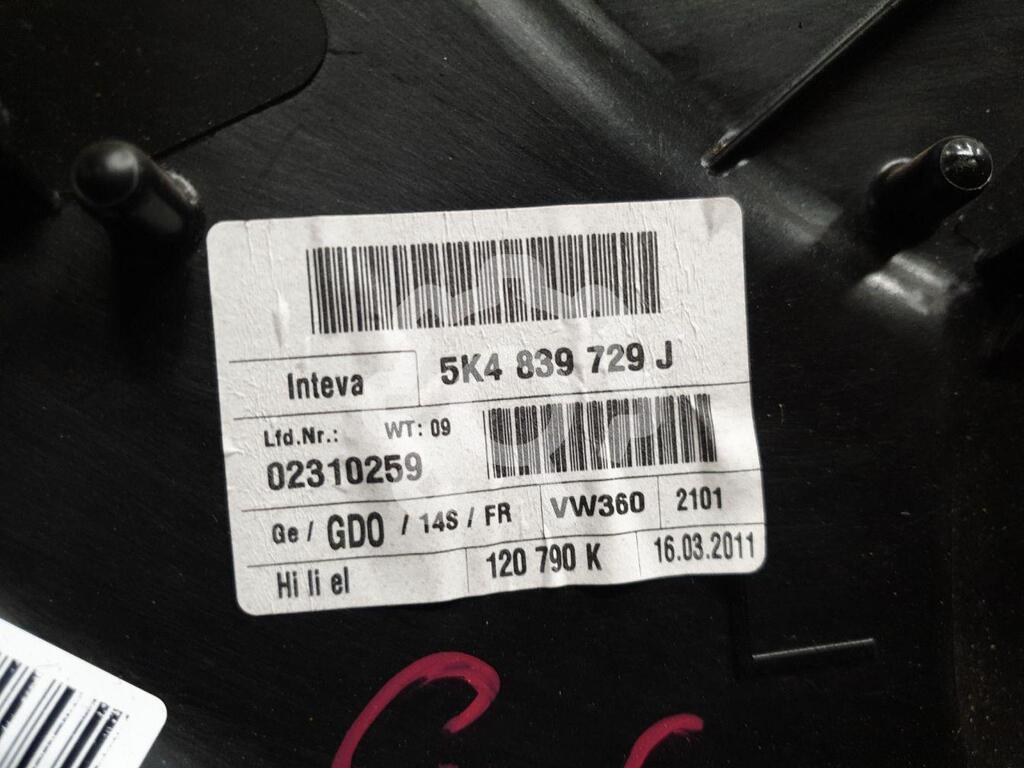 5K4 839 729 J
Inteva
Lfd.Nr.: WT: 09
02310259
Ge / GDO / 14S / FR VW360 2101
Hi li el 120 790 K 16.03.2011